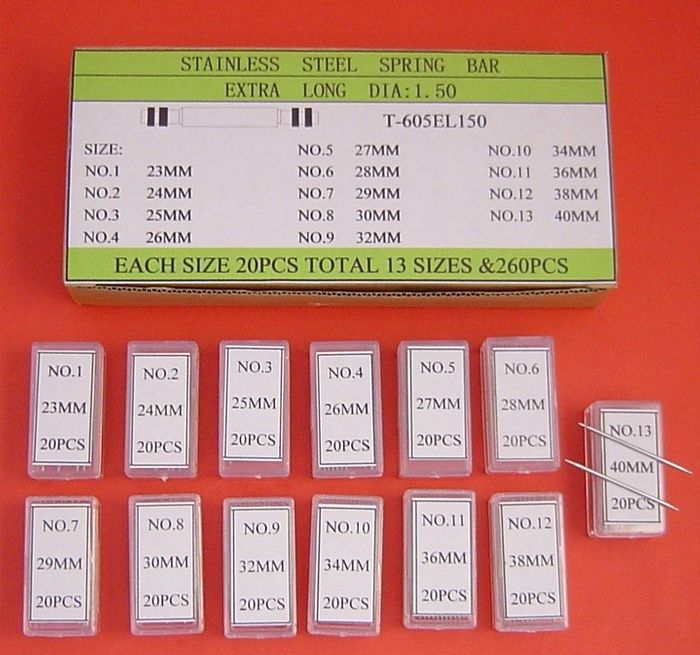 STAINLESS STEEL SPRING BAR
EXTRA LONG DIA:1.50
T-605EL150
SIZE:
NO.1 23MM
NO.2 24MM
NO.3 25MM
NO.4 26MM
NO.5 27MM
NO.6 28MM
NO.7 29MM
NO.8 30MM
NO.9 32MM
NO.10 34MM
NO.11 36MM
NO.12 38MM
NO.13 40MM
EACH SIZE 20PCS TOTAL 13 SIZES &260PCS
NO.1
23MM
20PCS
NO.2
24MM
20PCS
NO.3
25MM
20PCS
NO.4
26MM
20PCS
NO.5
27MM
20PCS
NO.6
28MM
20PCS
NO.13
40MM
20PCS
NO.7
29MM
20PCS
NO.8
30MM
20PCS
NO.9
32MM
20PCS
NO.10
34MM
20PCS
NO.11
36MM
20PCS
NO.12
38MM
20PCS